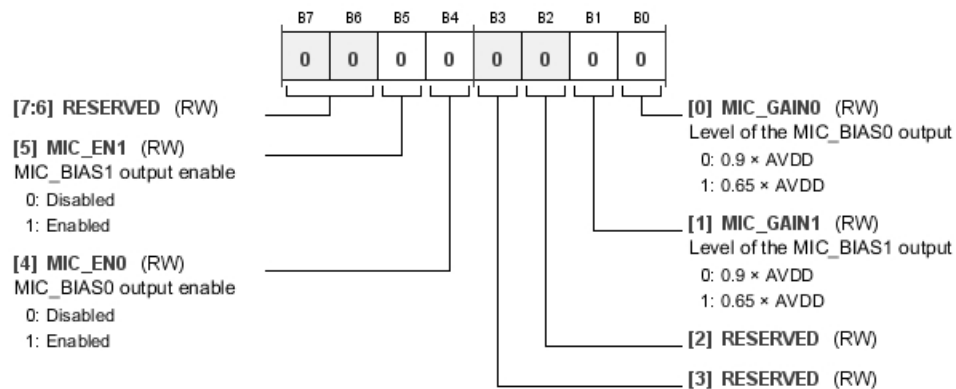 B7 B6 B5 B4 B3 B2 B1 B0
0 0 0 0 0 0 0 0
[7:6] RESERVED (RW)
[5] MIC_EN1 (RW)
MIC_BIAS1 output enable
0: Disabled
1: Enabled
[4] MIC_EN0 (RW)
MIC_BIAS0 output enable
0: Disabled
1: Enabled
[0] MIC_GAIN0 (RW)
Level of the MIC_BIAS0 output
0: 0.9 × AVDD
1: 0.65 × AVDD
[1] MIC_GAIN1 (RW)
Level of the MIC_BIAS1 output
0: 0.9 × AVDD
1: 0.65 × AVDD
[2] RESERVED (RW)
[3] RESERVED (RW)